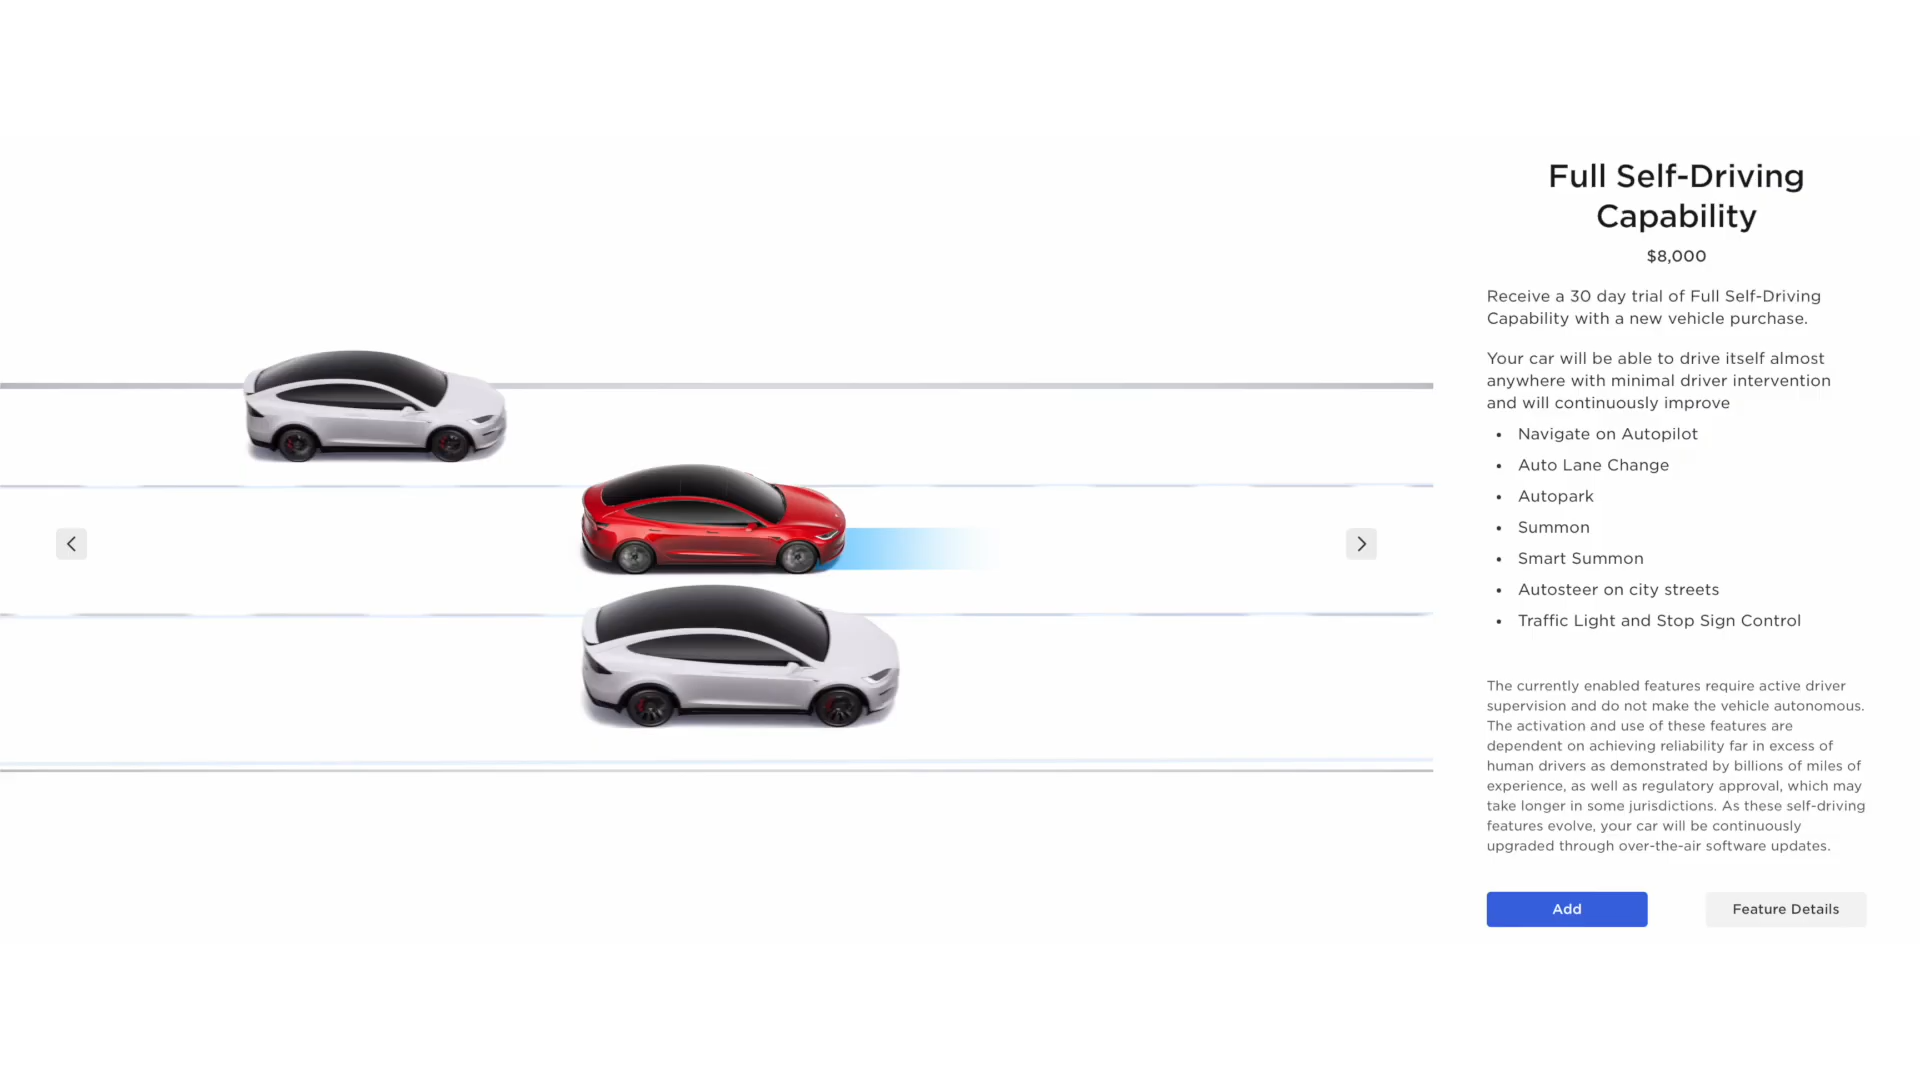 Full Self-Driving
Capability
$8,000
Receive a 30 day trial of Full Self-Driving
Capability with a new vehicle purchase.
Your car will be able to drive itself almost
anywhere with minimal driver intervention
and will continuously improve
• Navigate on Autopilot
• Auto Lane Change
• Autopark
• Summon
• Smart Summon
• Autosteer on city streets
• Traffic Light and Stop Sign Control
The currently enabled features require active driver
supervision and do not make the vehicle autonomous.
The activation and use of these features are
dependent on achieving reliability far in excess of
human drivers as demonstrated by billions of miles of
experience, as well as regulatory approval, which may
take longer in some jurisdictions. As these self-driving
features evolve, your car will be continuously
upgraded through over-the-air software updates.
Add
Feature Details